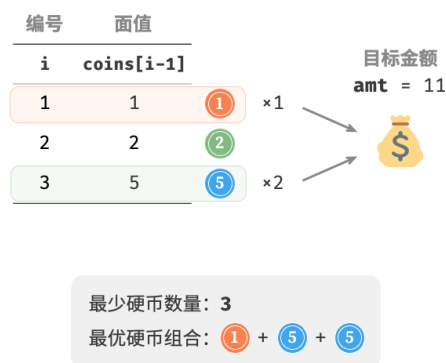 编号 面值
i coins[i-1]
1 1 1 ×1
2 2 2
3 5 5 ×2
目标金额
amt = 11
$
最少硬币数量：3
最优硬币组合：1 + 5 + 5